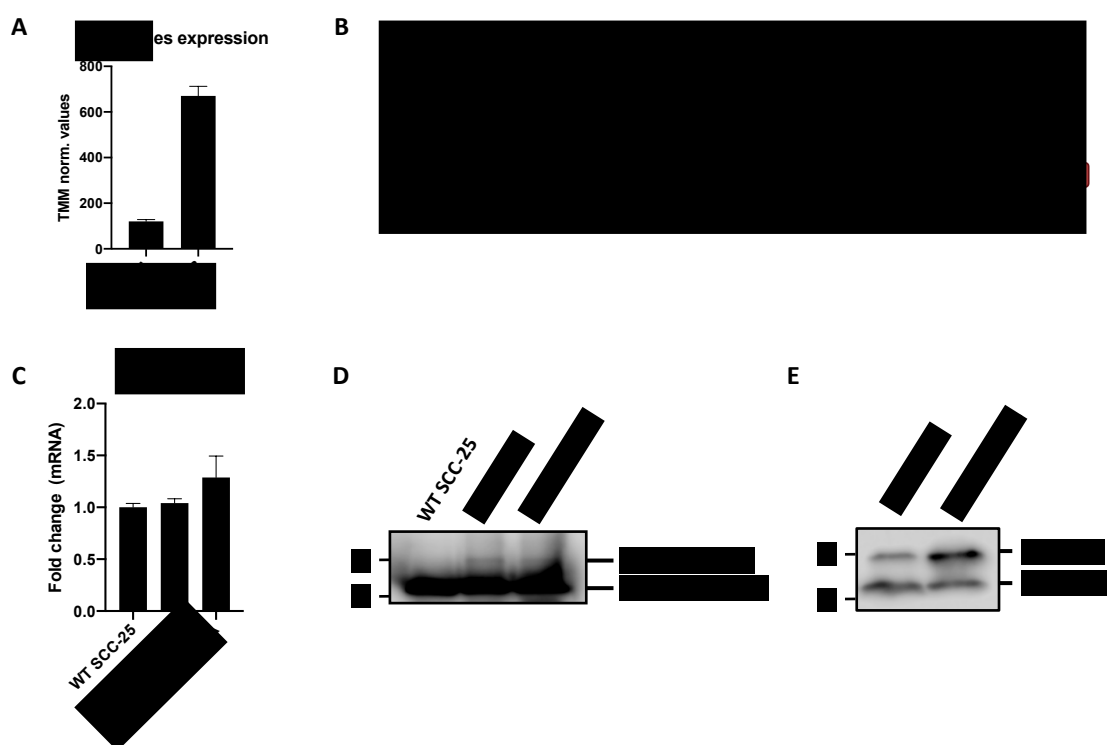 A
es expression
TMM norm. values
800
600
400
200
0
B
C
Fold change (mRNA)
2.0
1.5
1.0
0.5
0.0
WT SCC-25
D
WT SCC-25
E